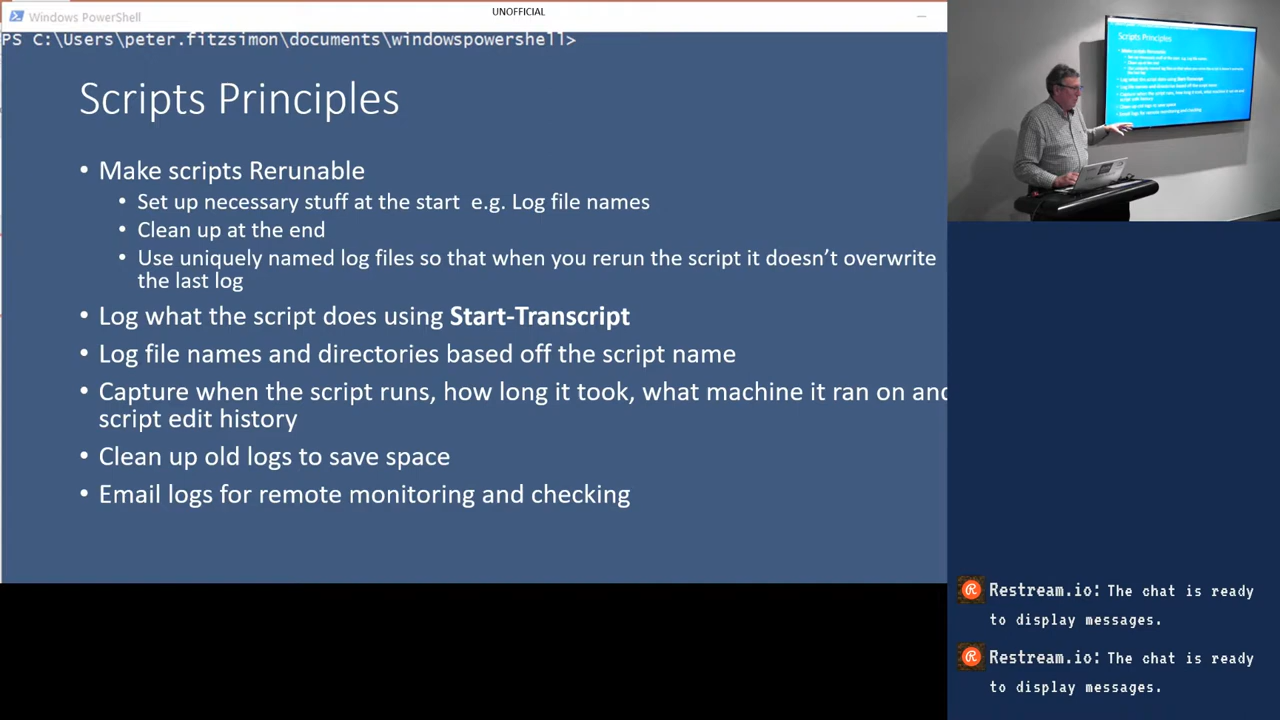 Windows PowerShell
UNOFFICIAL
PS C:\Users\peter.fitzsimon\documents\windowspowershell>
Scripts Principles
• Make scripts Rerunable
• Set up necessary stuff at the start e.g. Log file names
• Clean up at the end
• Use uniquely named log files so that when you rerun the script it doesn’t overwrite
the last log
• Log what the script does using Start-Transcript
• Log file names and directories based off the script name
• Capture when the script runs, how long it took, what machine it ran on and
script edit history
• Clean up old logs to save space
• Email logs for remote monitoring and checking
Scripts Principles
Restream.io: The chat is ready
to display messages.
Restream.io: The chat is ready
to display messages.